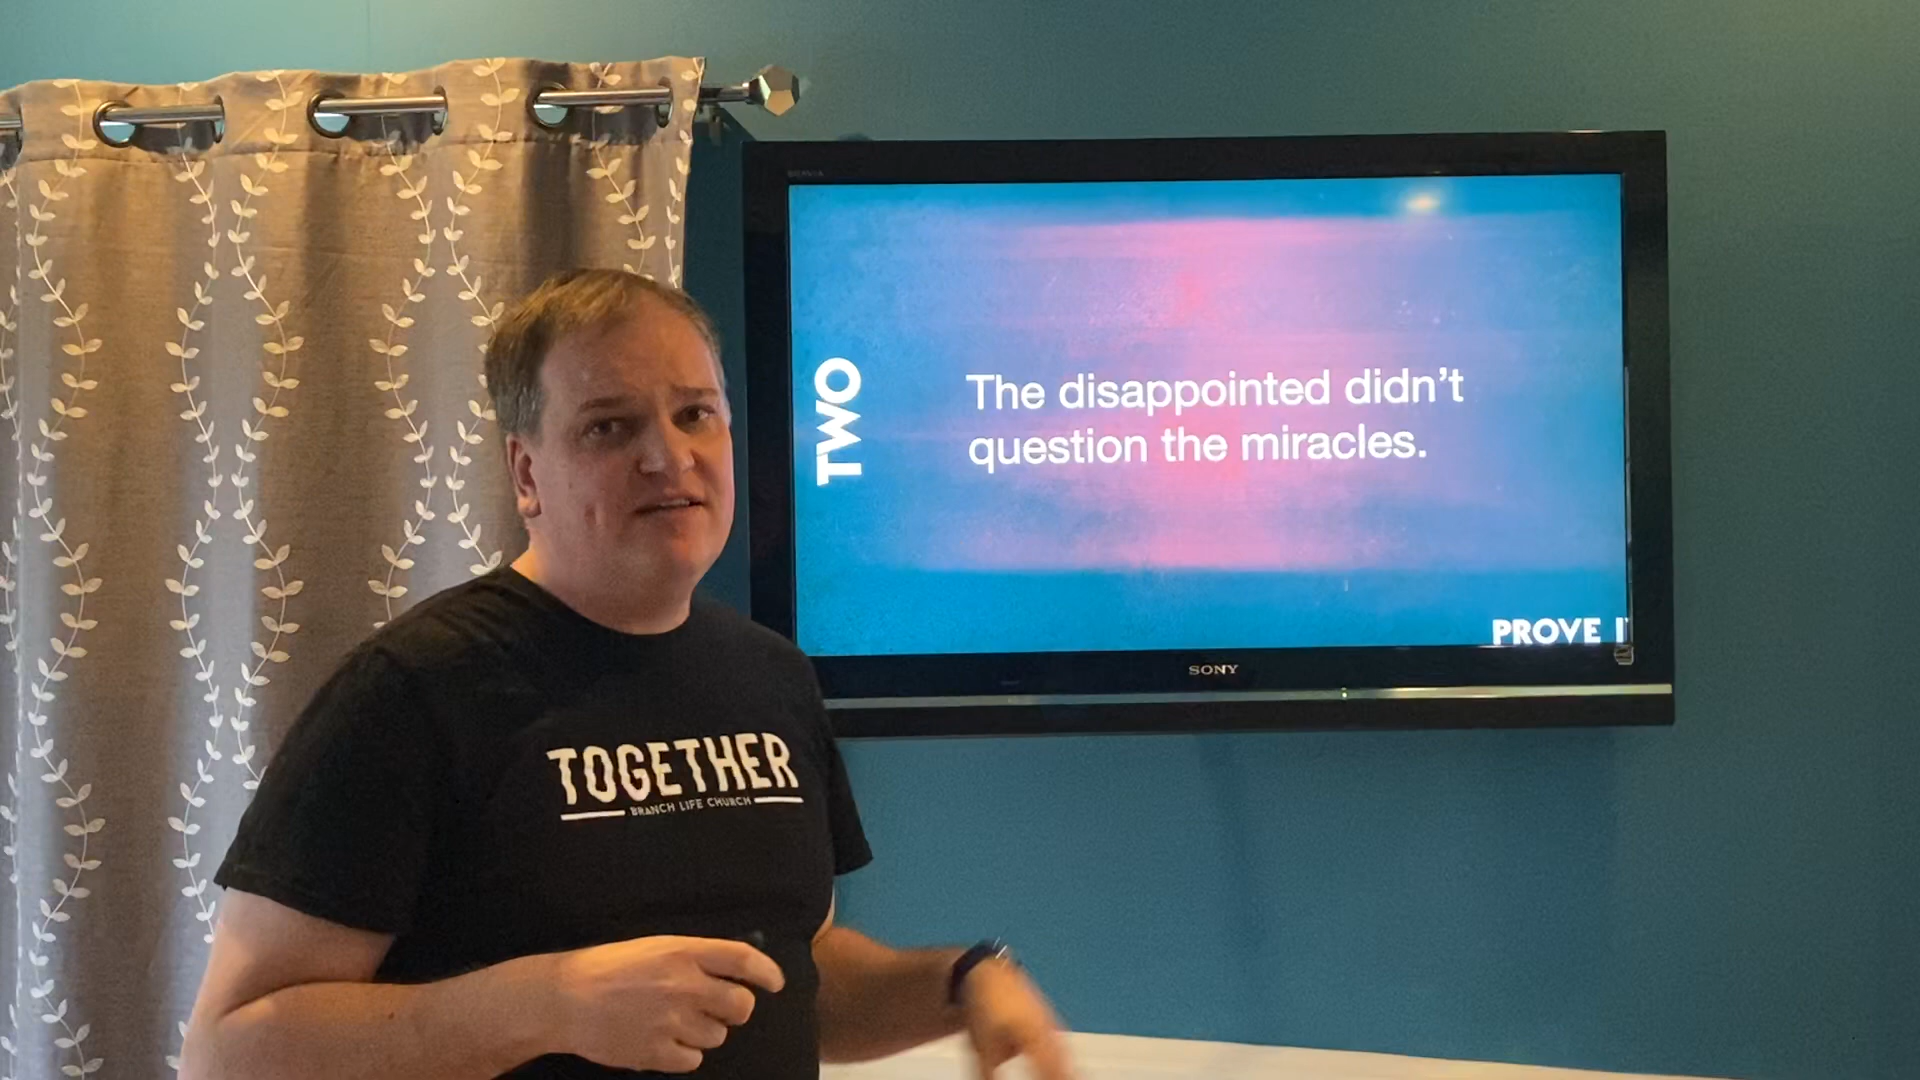 TWO
The disappointed didn't
question the miracles.
PROVE I
SONY
TOGETHER
BRANCH LIFE CHURCH